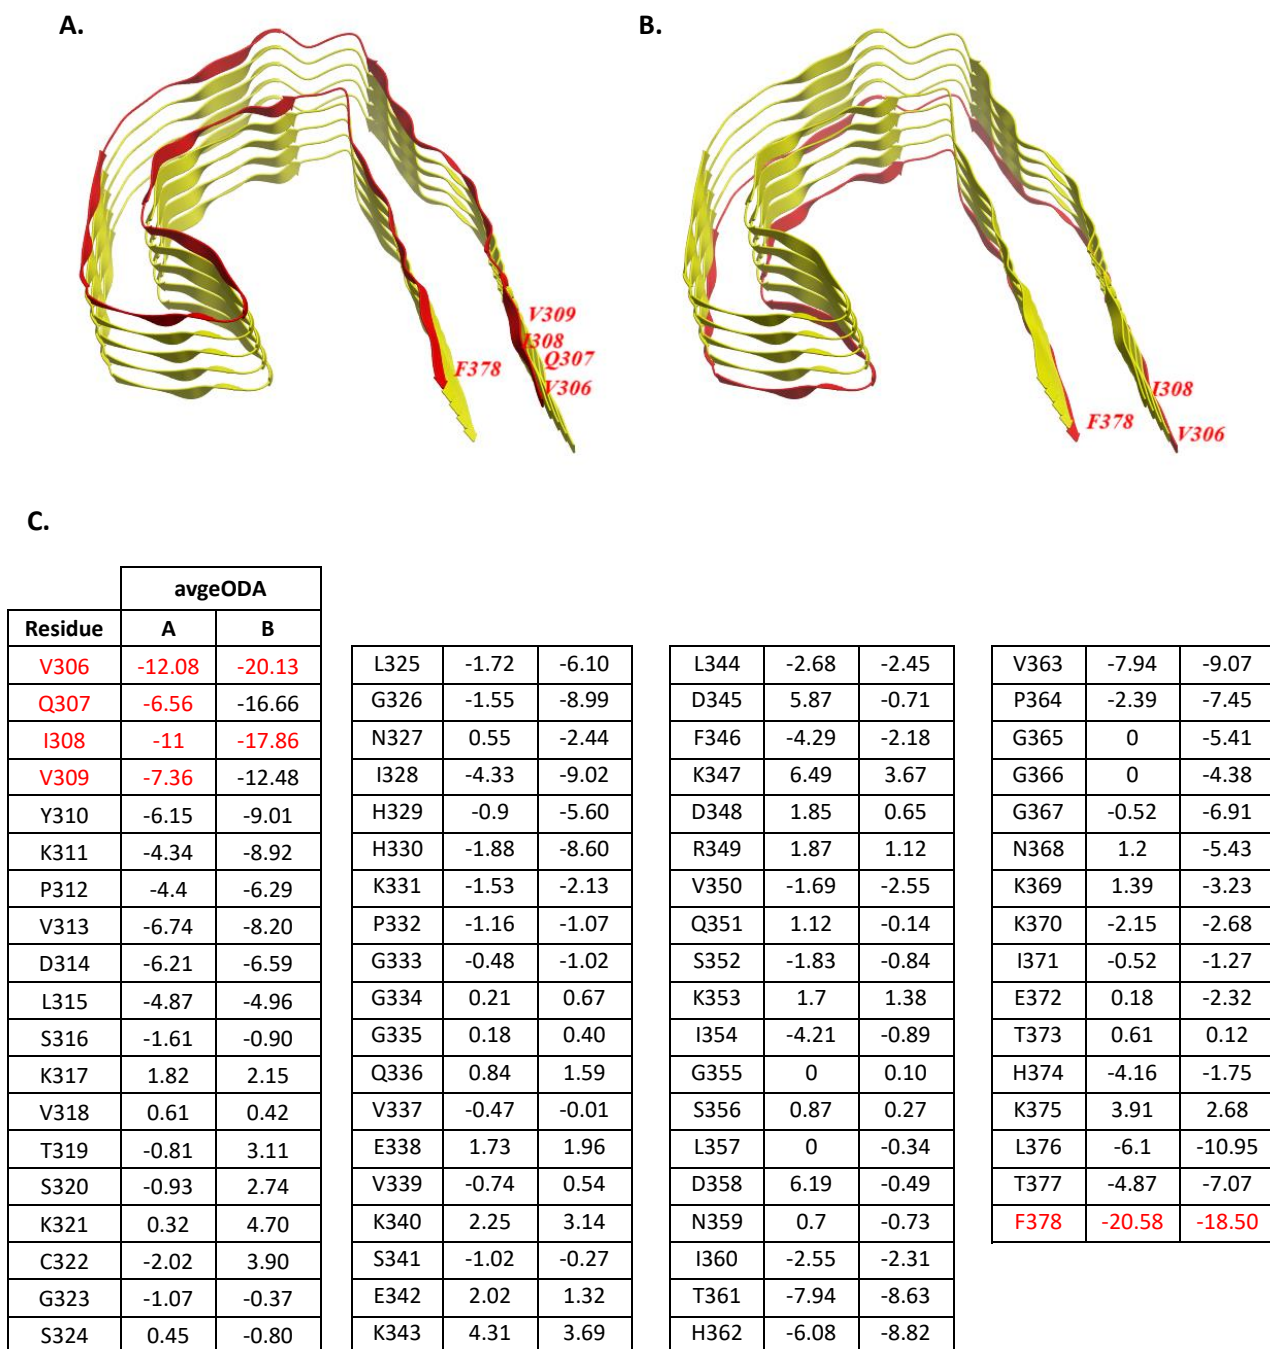 A.
B.
V309
I308
Q307
F378
V306
I308
F378
V306
C.
avgeODA
Residue A B
V306 -12.08 -20.13 L325 -1.72 -6.10 L344 -2.68 -2.45 V363 -7.94 -9.07
Q307 -6.56 -16.66 G326 -1.55 -8.99 D345 5.87 -0.71 P364 -2.39 -7.45
I308 -11 -17.86 N327 0.55 -2.44 F346 -4.29 -2.18 G365 0 -5.41
V309 -7.36 -12.48 I328 -4.33 -9.02 K347 6.49 3.67 G366 0 -4.38
Y310 -6.15 -9.01 H329 -0.9 -5.60 D348 1.85 0.65 G367 -0.52 -6.91
K311 -4.34 -8.92 H330 -1.88 -8.60 R349 1.87 1.12 N368 1.2 -5.43
P312 -4.4 -6.29 K331 -1.53 -2.13 V350 -1.69 -2.55 K369 1.39 -3.23
V313 -6.74 -8.20 P332 -1.16 -1.07 Q351 1.12 -0.14 K370 -2.15 -2.68
D314 -6.21 -6.59 G333 -0.48 -1.02 S352 -1.83 -0.84 I371 -0.52 -1.27
L315 -4.87 -4.96 G334 0.21 0.67 K353 1.7 1.38 E372 0.18 -2.32
S316 -1.61 -0.90 G335 0.18 0.40 I354 -4.21 -0.89 T373 0.61 0.12
K317 1.82 2.15 Q336 0.84 1.59 G355 0 0.10 H374 -4.16 -1.75
V318 0.61 0.42 V337 -0.47 -0.01 S356 0.87 0.27 K375 3.91 2.68
T319 -0.81 3.11 E338 1.73 1.96 L357 0 -0.34 L376 -6.1 -10.95
S320 -0.93 2.74 V339 -0.74 0.54 D358 6.19 -0.49 T377 -4.87 -7.07
K321 0.32 4.70 K340 2.25 3.14 N359 0.7 -0.73 F378 -20.58 -18.50
C322 -2.02 3.90 S341 -1.02 -0.27 I360 -2.55 -2.31
G323 -1.07 -0.37 E342 2.02 1.32 T361 -7.94 -8.63
S324 0.45 -0.80 K343 4.31 3.69 H362 -6.08 -8.82